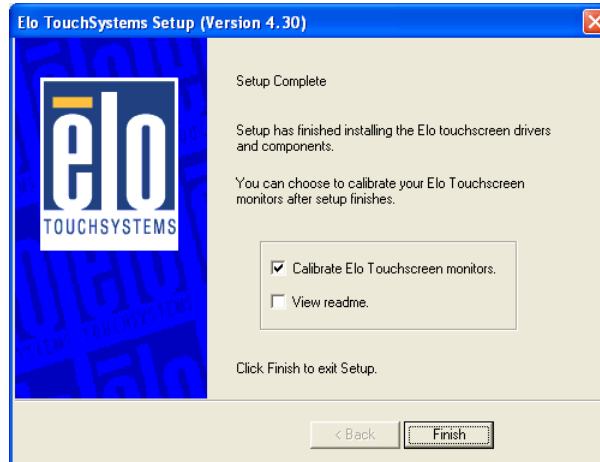 Elo TouchSystems Setup (Version 4.30)
Setup Complete
Setup has finished installing the Elo touchscreen drivers
and components.
You can choose to calibrate your Elo Touchscreen
monitors after setup finishes.
ēlo
TOUCHSYSTEMS
Calibrate Elo Touchscreen monitors.
View readme.
Click Finish to exit Setup.
< Back
Finish